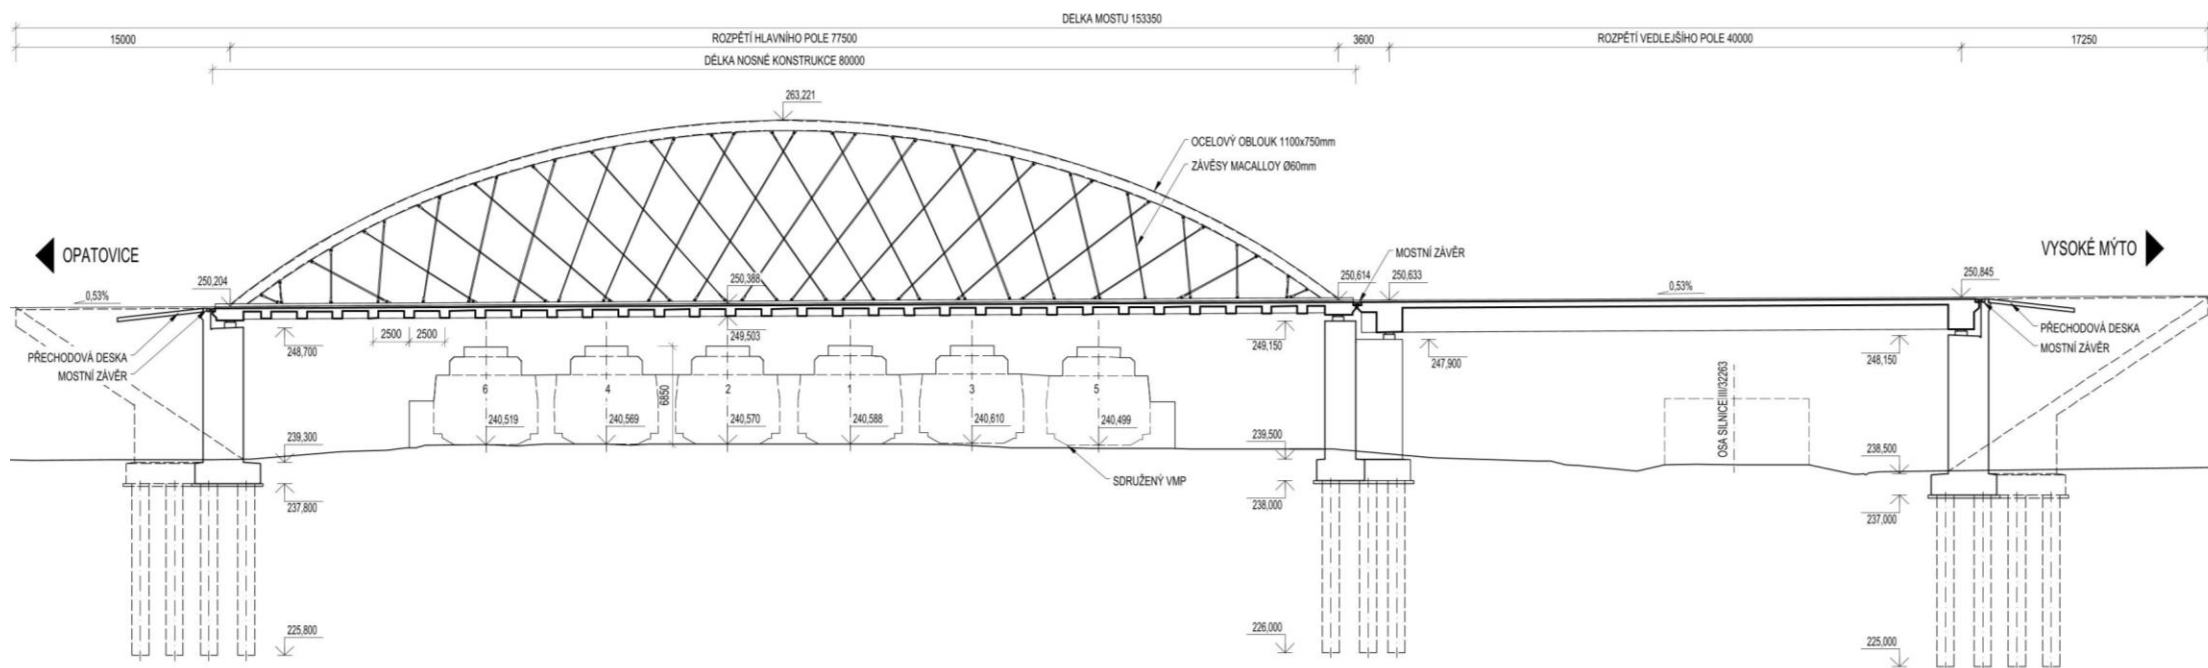 DELKA MOSTU 153350
15000
ROZPĚTÍ HLAVNÍHO POLE 77500
3600
ROZPĚTÍ VEDLEJŠÍHO POLE 40000
17250
DÉLKA NOSNÉ KONSTRUKCE 80000
263,221
OCELOVÝ OBLOUK 1100x750mm
ZÁVĚSY MACALLOY Ø60mm
OPATOVICE
VYSOKÉ MÝTO
MOSTNÍ ZÁVĚR
0,53%
250,204
250,388
250,614
250,633
0,53%
250,845
2500
2500
248,700
249,503
249,150
247,900
248,150
PŘECHODOVÁ DESKA
MOSTNÍ ZÁVĚR
PŘECHODOVÁ DESKA
MOSTNÍ ZÁVĚR
6
4
2
1
3
5
6850
OSA SILNICE III/32263
240,519
240,569
240,570
240,588
240,610
240,499
239,300
239,500
238,500
SDRUŽENÝ VMP
237,800
238,000
237,000
225,800
226,000
225,000